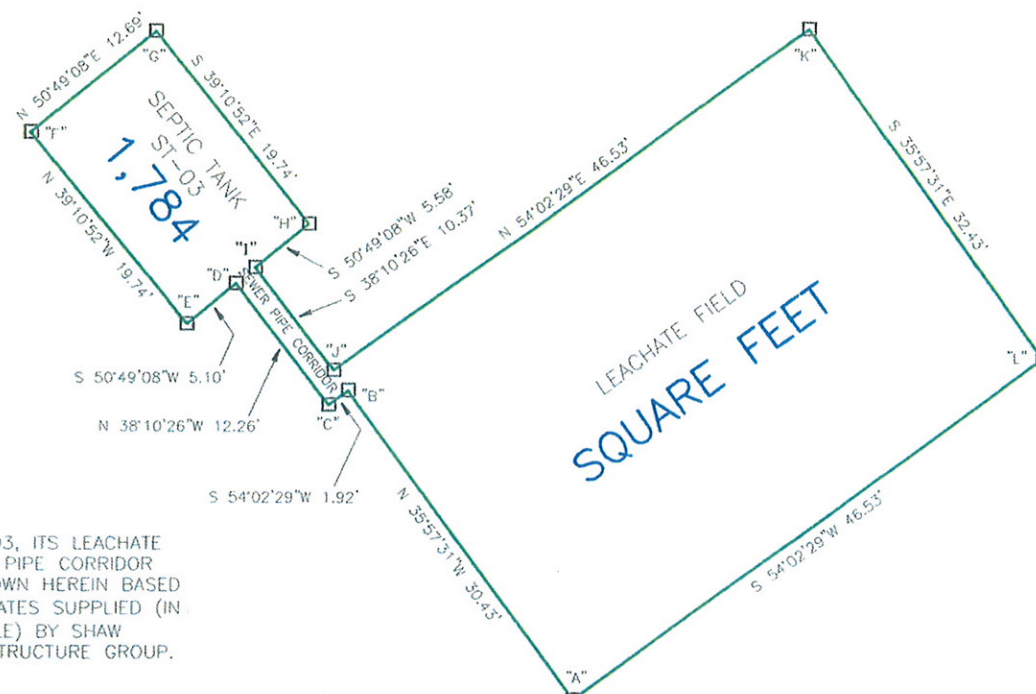 N 50°49'08"E 12.69'
"G"
"K"
S 39°10'52"E 19.74'
"F"
SEPTIC TANK
ST-03
1,784
N 39°10'52"W 19.74'
"H"
"I"
"D"
"E"
S 50°49'08"W 5.58'
S 38°10'26"E 10.37'
N 54°02'29"E 46.53'
S 35°57'31"E 32.43'
SEWER PIPE CORRIDOR
"J"
"B"
"C"
S 50°49'08"W 5.10'
N 38°10'26"W 12.26'
S 54°02'29"W 1.92'
LEACHATE FIELD
SQUARE FEET
"L"
N 35°57'31"W 30.43'
S 54°02'29"W 46.53'
"A"
03, ITS LEACHATE
PIPE CORRIDOR
OWN HEREIN BASED
ATES SUPPLIED (IN
LE) BY SHAW
STRUCTURE GROUP.